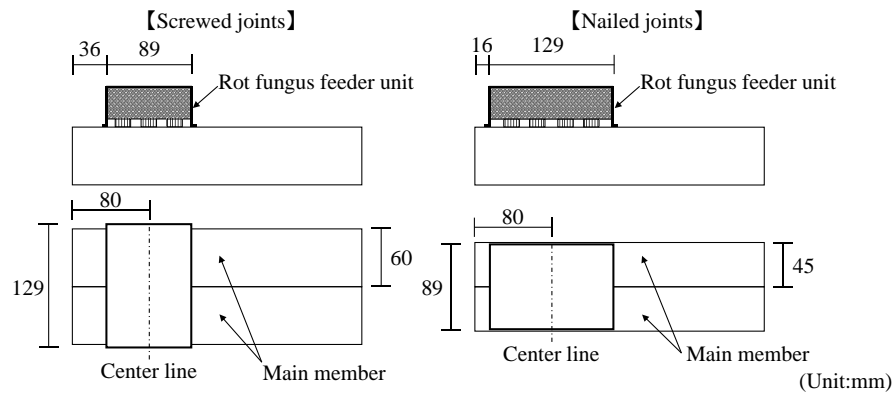 【Screwed joints】
36
89
Rot fungus feeder unit
80
129
60
Center line
Main member
【Nailed joints】
16
129
Rot fungus feeder unit
80
89
45
Center line
Main member
(Unit:mm)